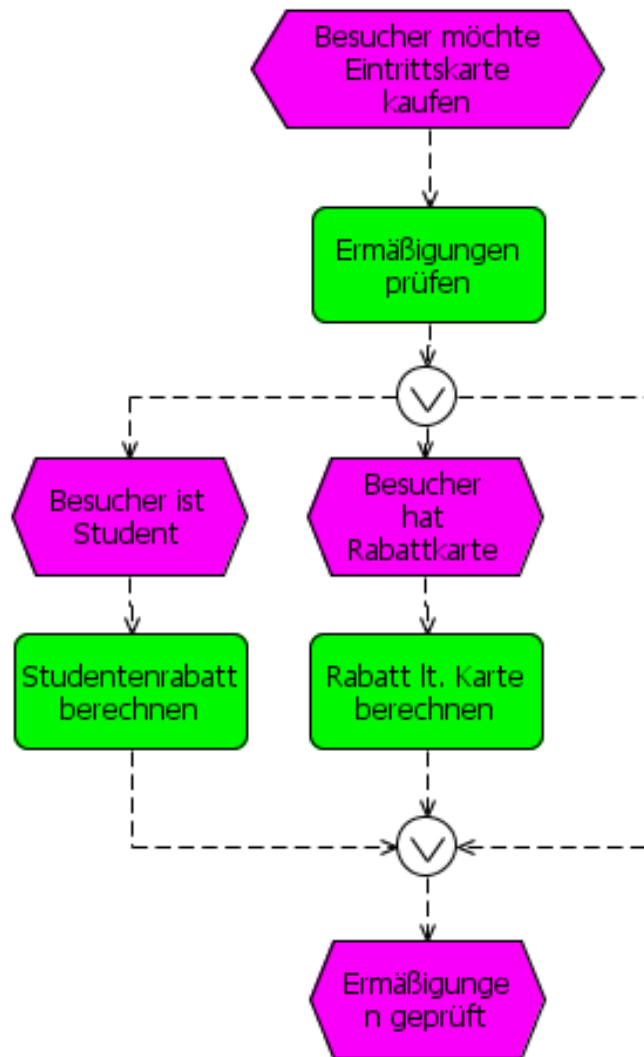 Besucher möchte
Eintrittskarte
kaufen
Ermäßigungen
prüfen
Besucher ist
Student
Besucher
hat
Rabattkarte
Studentenrabatt
berechnen
Rabatt lt. Karte
berechnen
Ermäßigunge
n geprüft